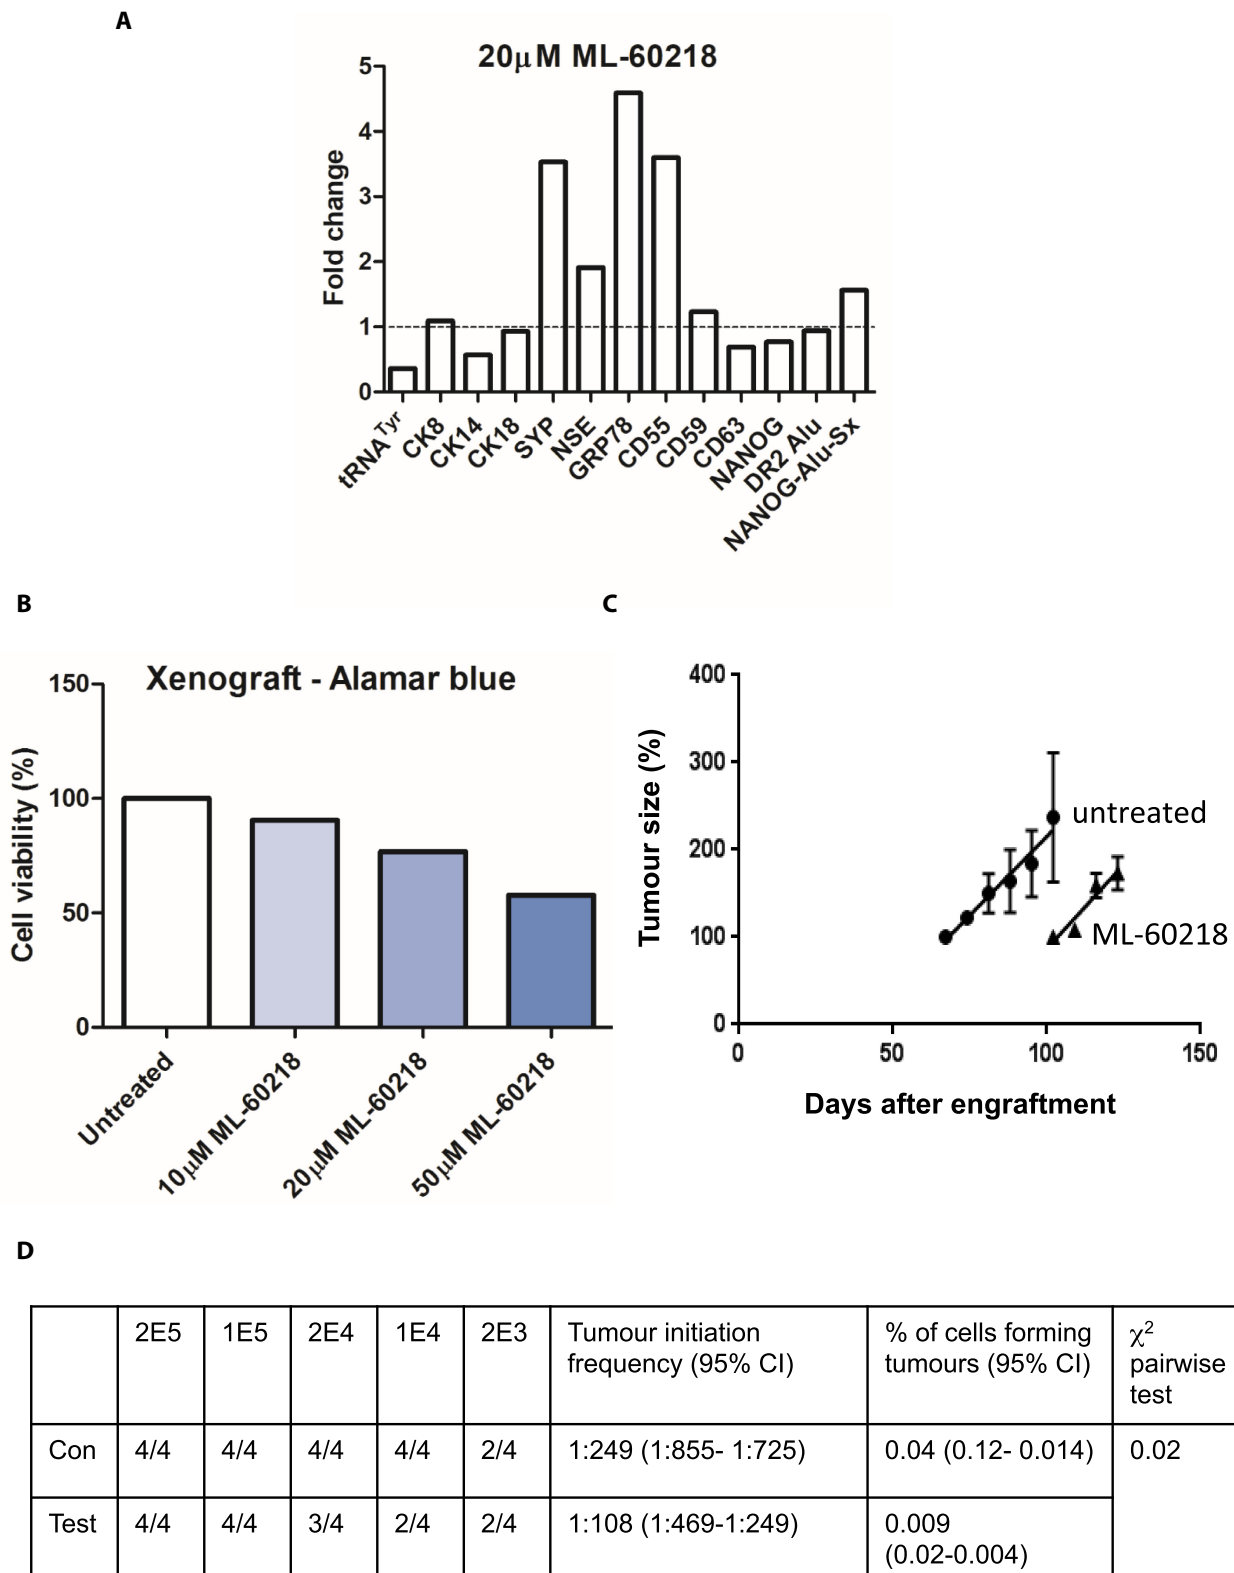 A
20μM ML-60218
Fold change
5
4
3
2
1
0
tRNATyr
CK8
CK14
CK18
SYP
NSE
GRP78
CD55
CD59
CD63
NANOG
DR2 Alu
NANOG-Alu-Sx
B
Xenograft - Alamar blue
Cell viability (%)
150
100
50
0
Untreated
10μM ML-60218
20μM ML-60218
50μM ML-60218
C
Tumour size (%)
400
300
200
100
0
untreated
ML-60218
0 50 100 150
Days after engraftment
D
2E5 1E5 2E4 1E4 2E3 Tumour initiation % of cells forming χ2
frequency (95% CI) tumours (95% CI) pairwise
test
Con 4/4 4/4 4/4 4/4 2/4 1:249 (1:855- 1:725) 0.04 (0.12- 0.014) 0.02
Test 4/4 4/4 3/4 2/4 2/4 1:108 (1:469-1:249) 0.009
(0.02-0.004)